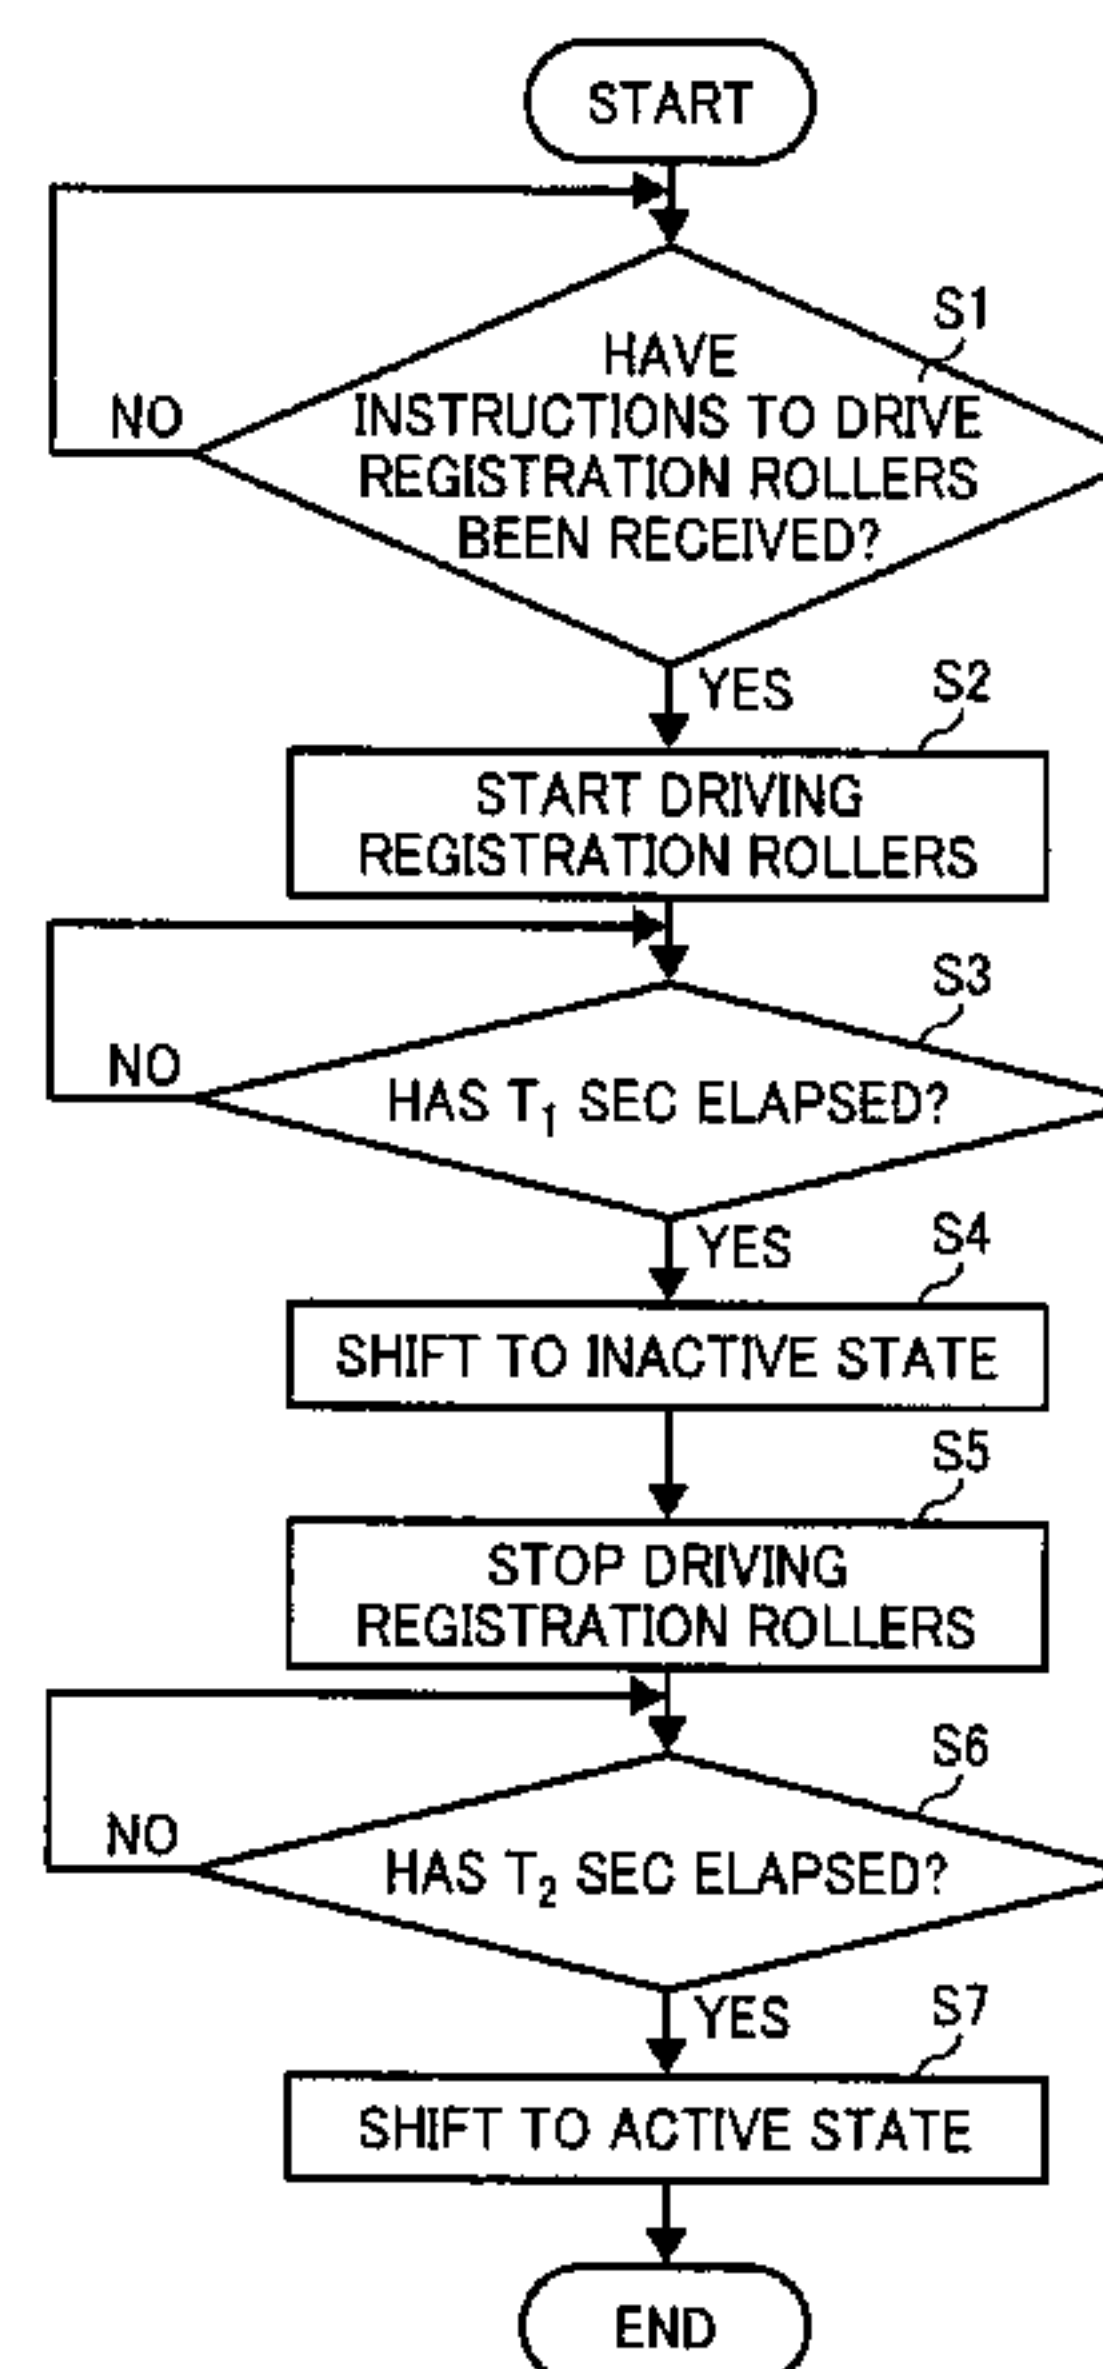 START
S1
HAVE
INSTRUCTIONS TO DRIVE
REGISTRATION ROLLERS
BEEN RECEIVED?
NO
YES
S2
START DRIVING
REGISTRATION ROLLERS
S3
NO
HAS T₁ SEC ELAPSED?
YES
S4
SHIFT TO INACTIVE STATE
S5
STOP DRIVING
REGISTRATION ROLLERS
S6
NO
HAS T₂ SEC ELAPSED?
YES
S7
SHIFT TO ACTIVE STATE
END